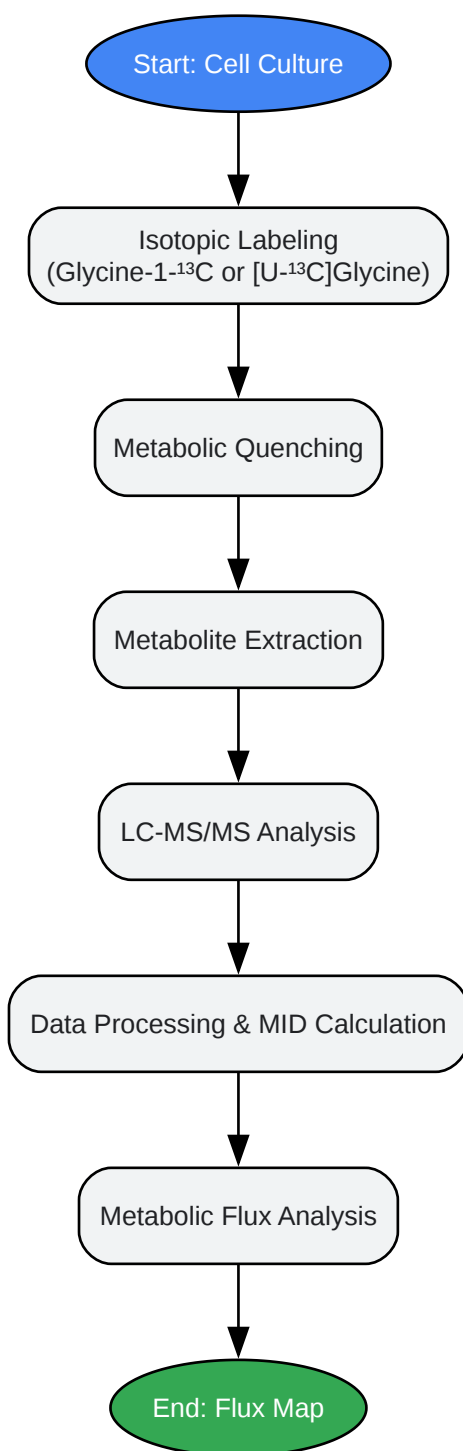 Start: Cell Culture
Isotopic Labeling
(Glycine-1-¹³C or [U-¹³C]Glycine)
Metabolic Quenching
Metabolite Extraction
LC-MS/MS Analysis
Data Processing & MID Calculation
Metabolic Flux Analysis
End: Flux Map